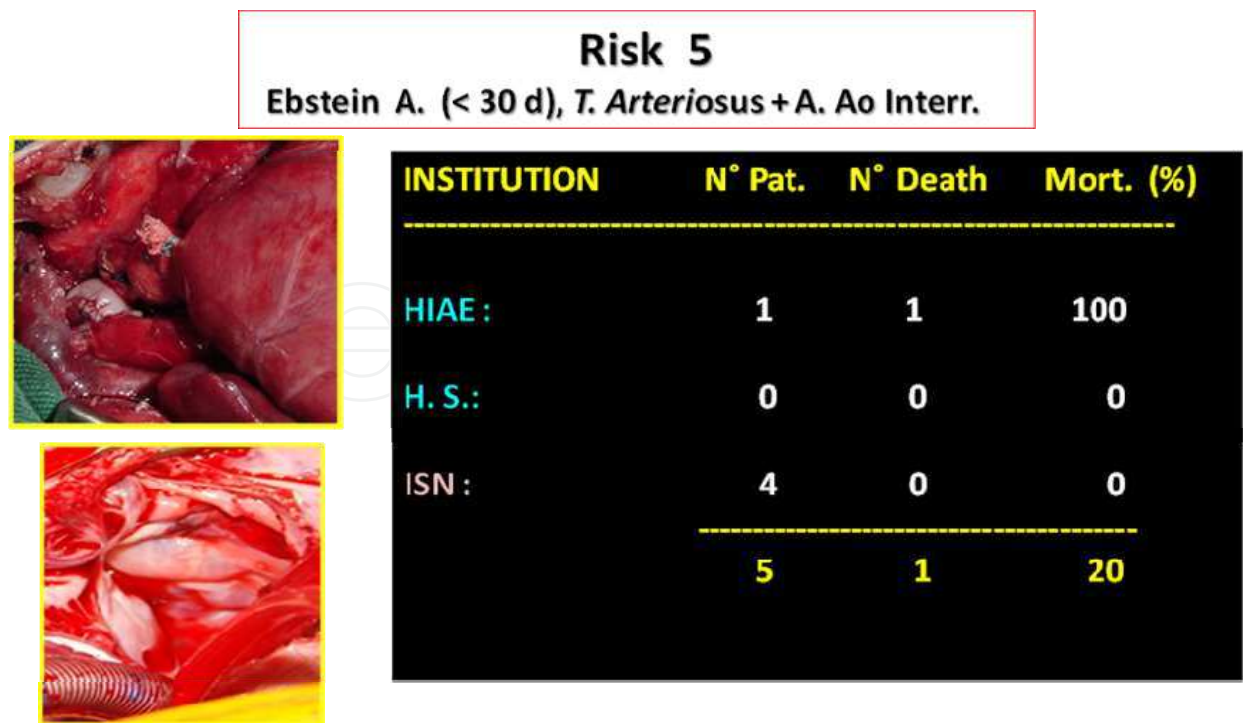 Risk 5
Ebstein A. (< 30 d), T. Arteriosus + A. Ao Interr.
INSTITUTION N° Pat. N° Death Mort. (%)
HIAE : 1 1 100
H. S.: 0 0 0
ISN : 4 0 0
5 1 20